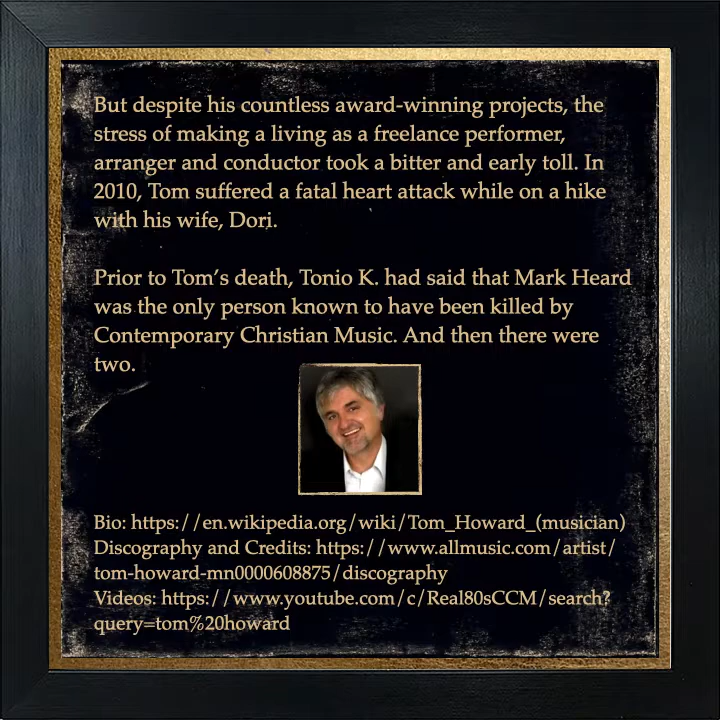 But despite his countless award-winning projects, the
stress of making a living as a freelance performer,
arranger and conductor took a bitter and early toll. In
2010, Tom suffered a fatal heart attack while on a hike
with his wife, Dori.
Prior to Tom’s death, Tonio K. had said that Mark Heard
was the only person known to have been killed by
Contemporary Christian Music. And then there were
two.
Bio: https://en.wikipedia.org/wiki/Tom_Howard_(musician)
Discography and Credits: https://www.allmusic.com/artist/
tom-howard-mn0000608875/discography
Videos: https://www.youtube.com/c/Real80sCCM/search?
query=tom%20howard